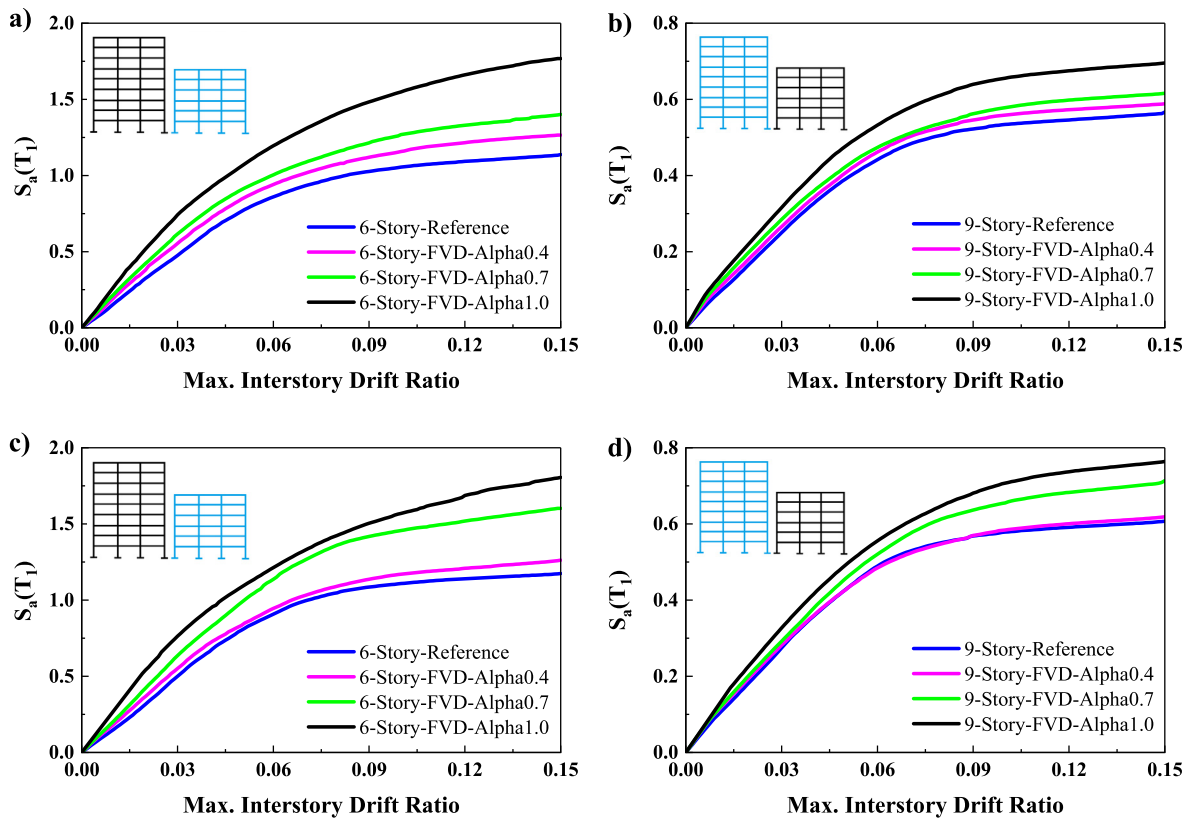 a)
2.0
1.5
1.0
0.5
0.0
Sa(T1)
6-Story-Reference
6-Story-FVD-Alpha0.4
6-Story-FVD-Alpha0.7
6-Story-FVD-Alpha1.0
0.00 0.03 0.06 0.09 0.12 0.15
Max. Interstory Drift Ratio
b)
0.8
0.6
0.4
0.2
0.0
Sa(T1)
9-Story-Reference
9-Story-FVD-Alpha0.4
9-Story-FVD-Alpha0.7
9-Story-FVD-Alpha1.0
0.00 0.03 0.06 0.09 0.12 0.15
Max. Interstory Drift Ratio
c)
2.0
1.5
1.0
0.5
0.0
Sa(T1)
6-Story-Reference
6-Story-FVD-Alpha0.4
6-Story-FVD-Alpha0.7
6-Story-FVD-Alpha1.0
0.00 0.03 0.06 0.09 0.12 0.15
Max. Interstory Drift Ratio
d)
0.8
0.6
0.4
0.2
0.0
Sa(T1)
9-Story-Reference
9-Story-FVD-Alpha0.4
9-Story-FVD-Alpha0.7
9-Story-FVD-Alpha1.0
0.00 0.03 0.06 0.09 0.12 0.15
Max. Interstory Drift Ratio